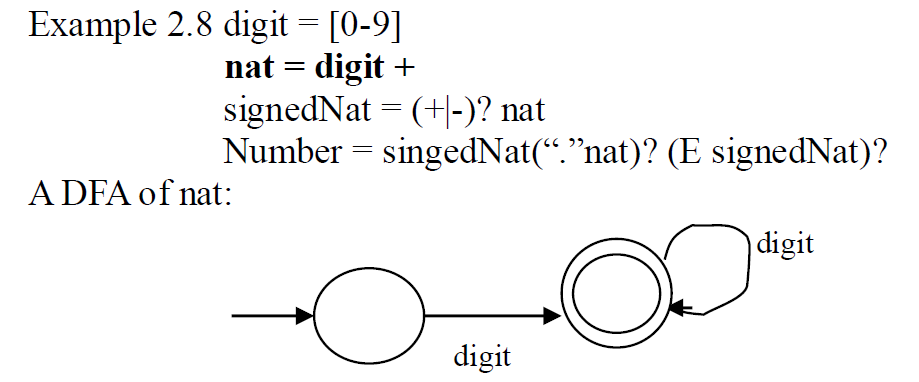 Example 2.8 digit = [0-9]
nat = digit +
signedNat = (+|-)? nat
Number = singedNat(“.”nat)? (E signedNat)?
A DFA of nat:
digit
digit